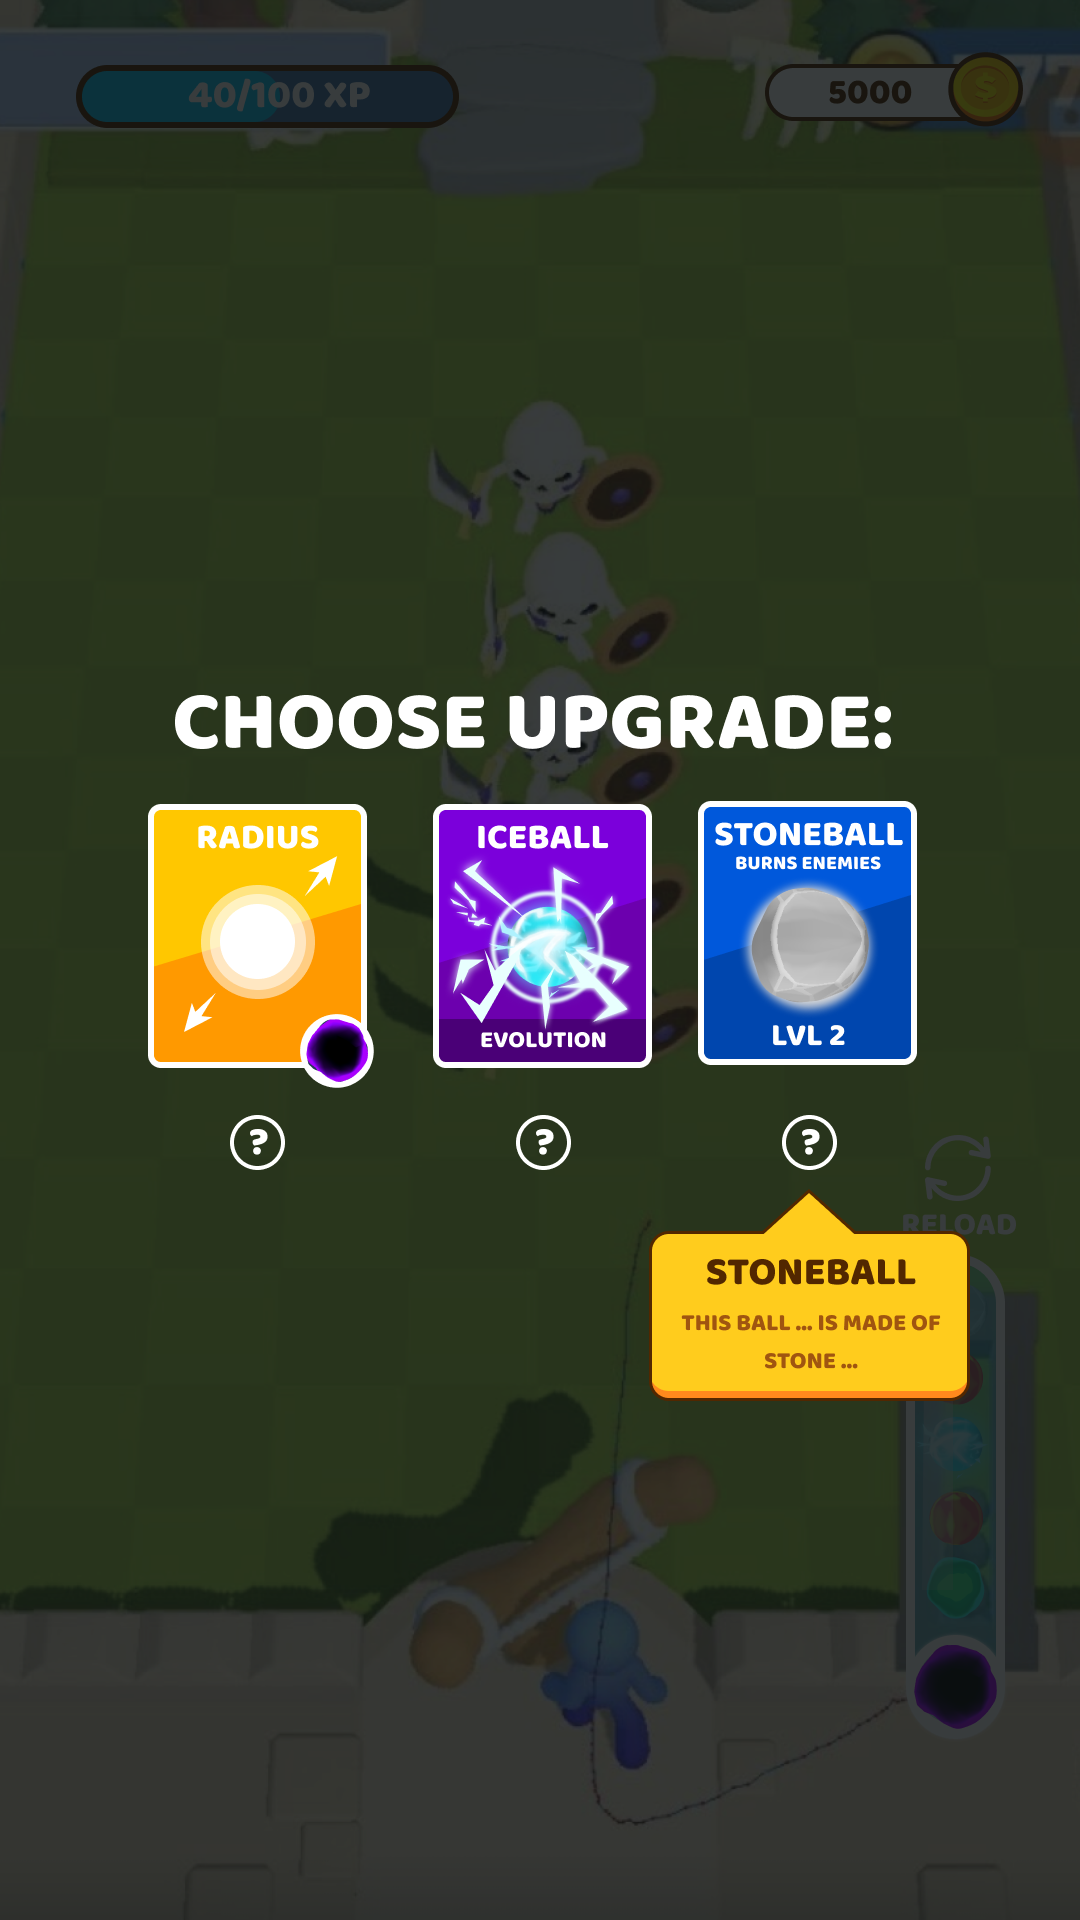 40/100 XP
5000
$
CHOOSE UPGRADE:
RADIUS
ICEBALL
EVOLUTION
STONEBALL
BURNS ENEMIES
LVL 2
?
?
?
RELOAD
STONEBALL
THIS BALL ... IS MADE OF
STONE ...